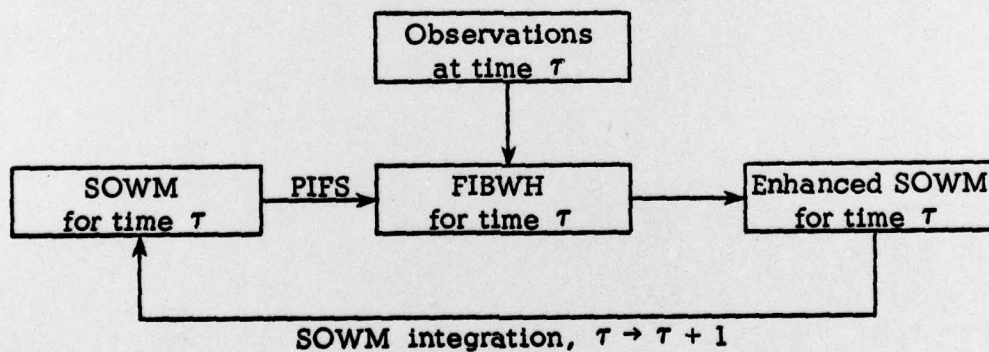 Observations
at time τ
SOWM
for time τ
PIFS
FIBWH
for time τ
Enhanced SOWM
for time τ
SOWM integration, τ → τ + 1